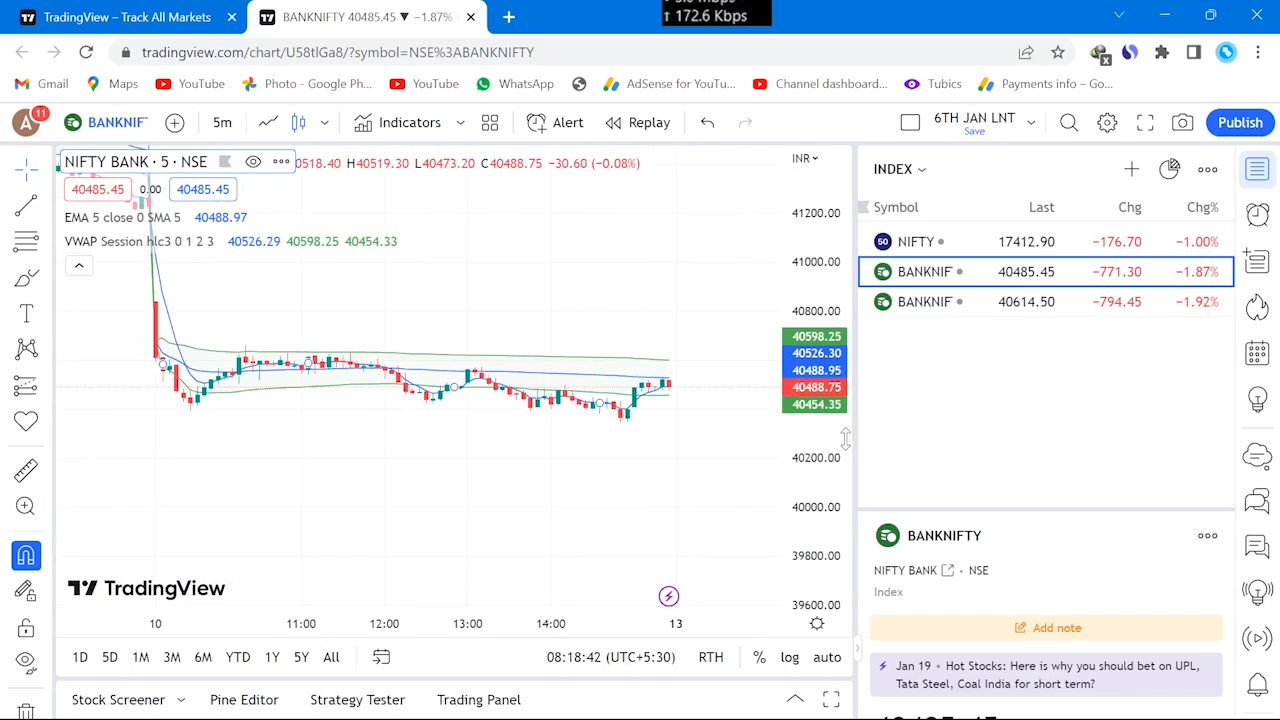 172.6 Kbps
TradingView – Track All Markets
BANKNIFTY 40485.45 ▼ −1.87%
tradingview.com/chart/U58tlGa8/?symbol=NSE%3ABANKNIFTY
Gmail Maps YouTube Photo - Google Ph... YouTube WhatsApp AdSense for YouTu... Channel dashboard... Tubics Payments info – Go...
A 11 BANKNIF 5m Indicators Alert Replay 6TH JAN LNT Save Publish
NIFTY BANK · 5 · NSE 0518.40 H40519.30 L40473.20 C40488.75 −30.60 (−0.08%)
INR
40485.45 0.00 40485.45
EMA 5 close 0 SMA 5 40488.97
VWAP Session hlc3 0 1 2 3 40526.29 40598.25 40454.33
41200.00
41000.00
40800.00
40598.25
40526.30
40488.95
40488.75
40454.35
40200.00
40000.00
39800.00
39600.00
TradingView
10 11:00 12:00 13:00 14:00 13
1D 5D 1M 3M 6M YTD 1Y 5Y All 08:18:42 (UTC+5:30) RTH % log auto
Stock Screener Pine Editor Strategy Tester Trading Panel
INDEX
Symbol Last Chg Chg%
50 NIFTY 17412.90 −176.70 −1.00%
BANKNIF 40485.45 −771.30 −1.87%
BANKNIF 40614.50 −794.45 −1.92%
BANKNIFTY
NIFTY BANK · NSE
Index
Add note
Jan 19 · Hot Stocks: Here is why you should bet on UPL,
Tata Steel, Coal India for short term?